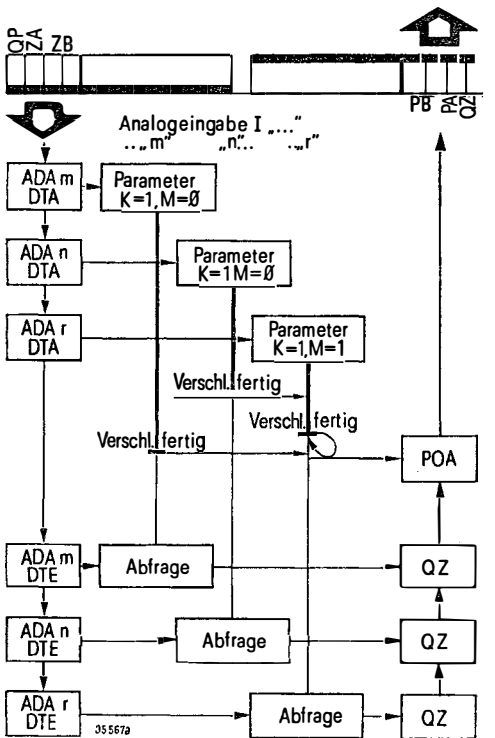 QP
ZA
ZB
PB
PA
QZ
Analogeingabe I „..."
..„m" „n".. ..„r"
ADA m
DTA
Parameter
K=1,M=Ø
ADA n
DTA
Parameter
K=1M=Ø
ADA r
DTA
Parameter
K=1,M=1
Verschl. fertig
Verschl. fertig
Verschl. fertig
POA
ADA m
DTE
Abfrage
QZ
ADA n
DTE
Abfrage
QZ
ADA r
DTE
35567a
Abfrage
QZ